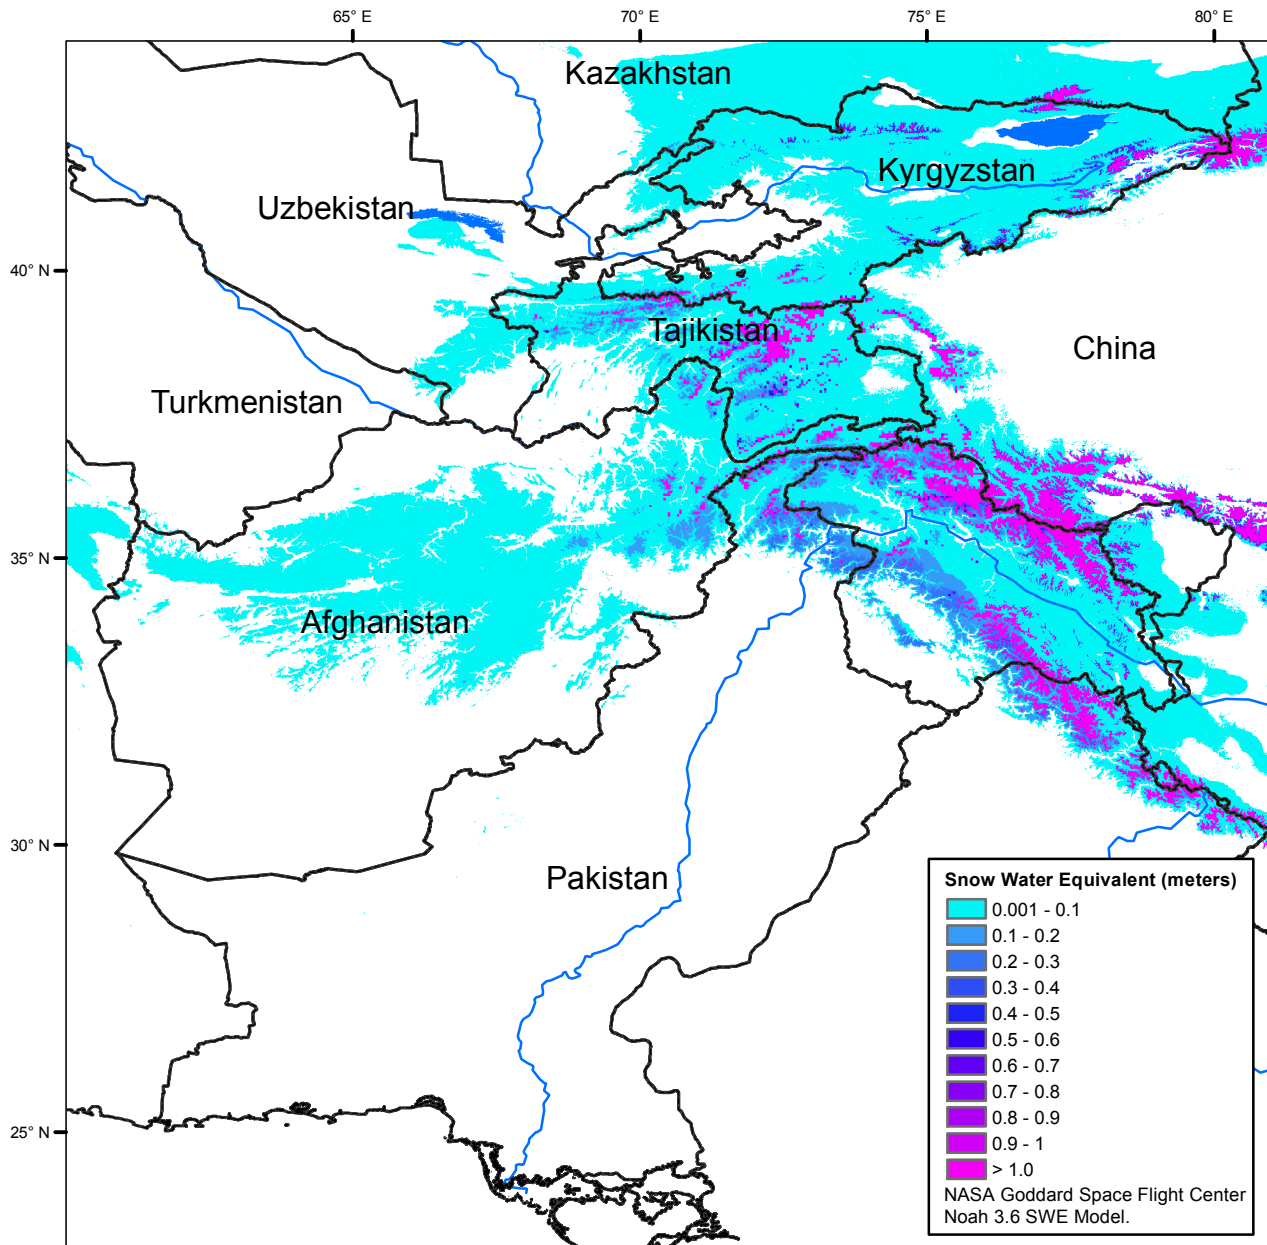 65° E
70° E
75° E
80° E
Kazakhstan
Kyrgyzstan
Uzbekistan
40° N
Tajikistan
China
Turkmenistan
35° N
Afghanistan
30° N
Pakistan
25° N
Snow Water Equivalent (meters)
0.001 - 0.1
0.1 - 0.2
0.2 - 0.3
0.3 - 0.4
0.4 - 0.5
0.5 - 0.6
0.6 - 0.7
0.7 - 0.8
0.8 - 0.9
0.9 - 1
> 1.0
NASA Goddard Space Flight Center
Noah 3.6 SWE Model.